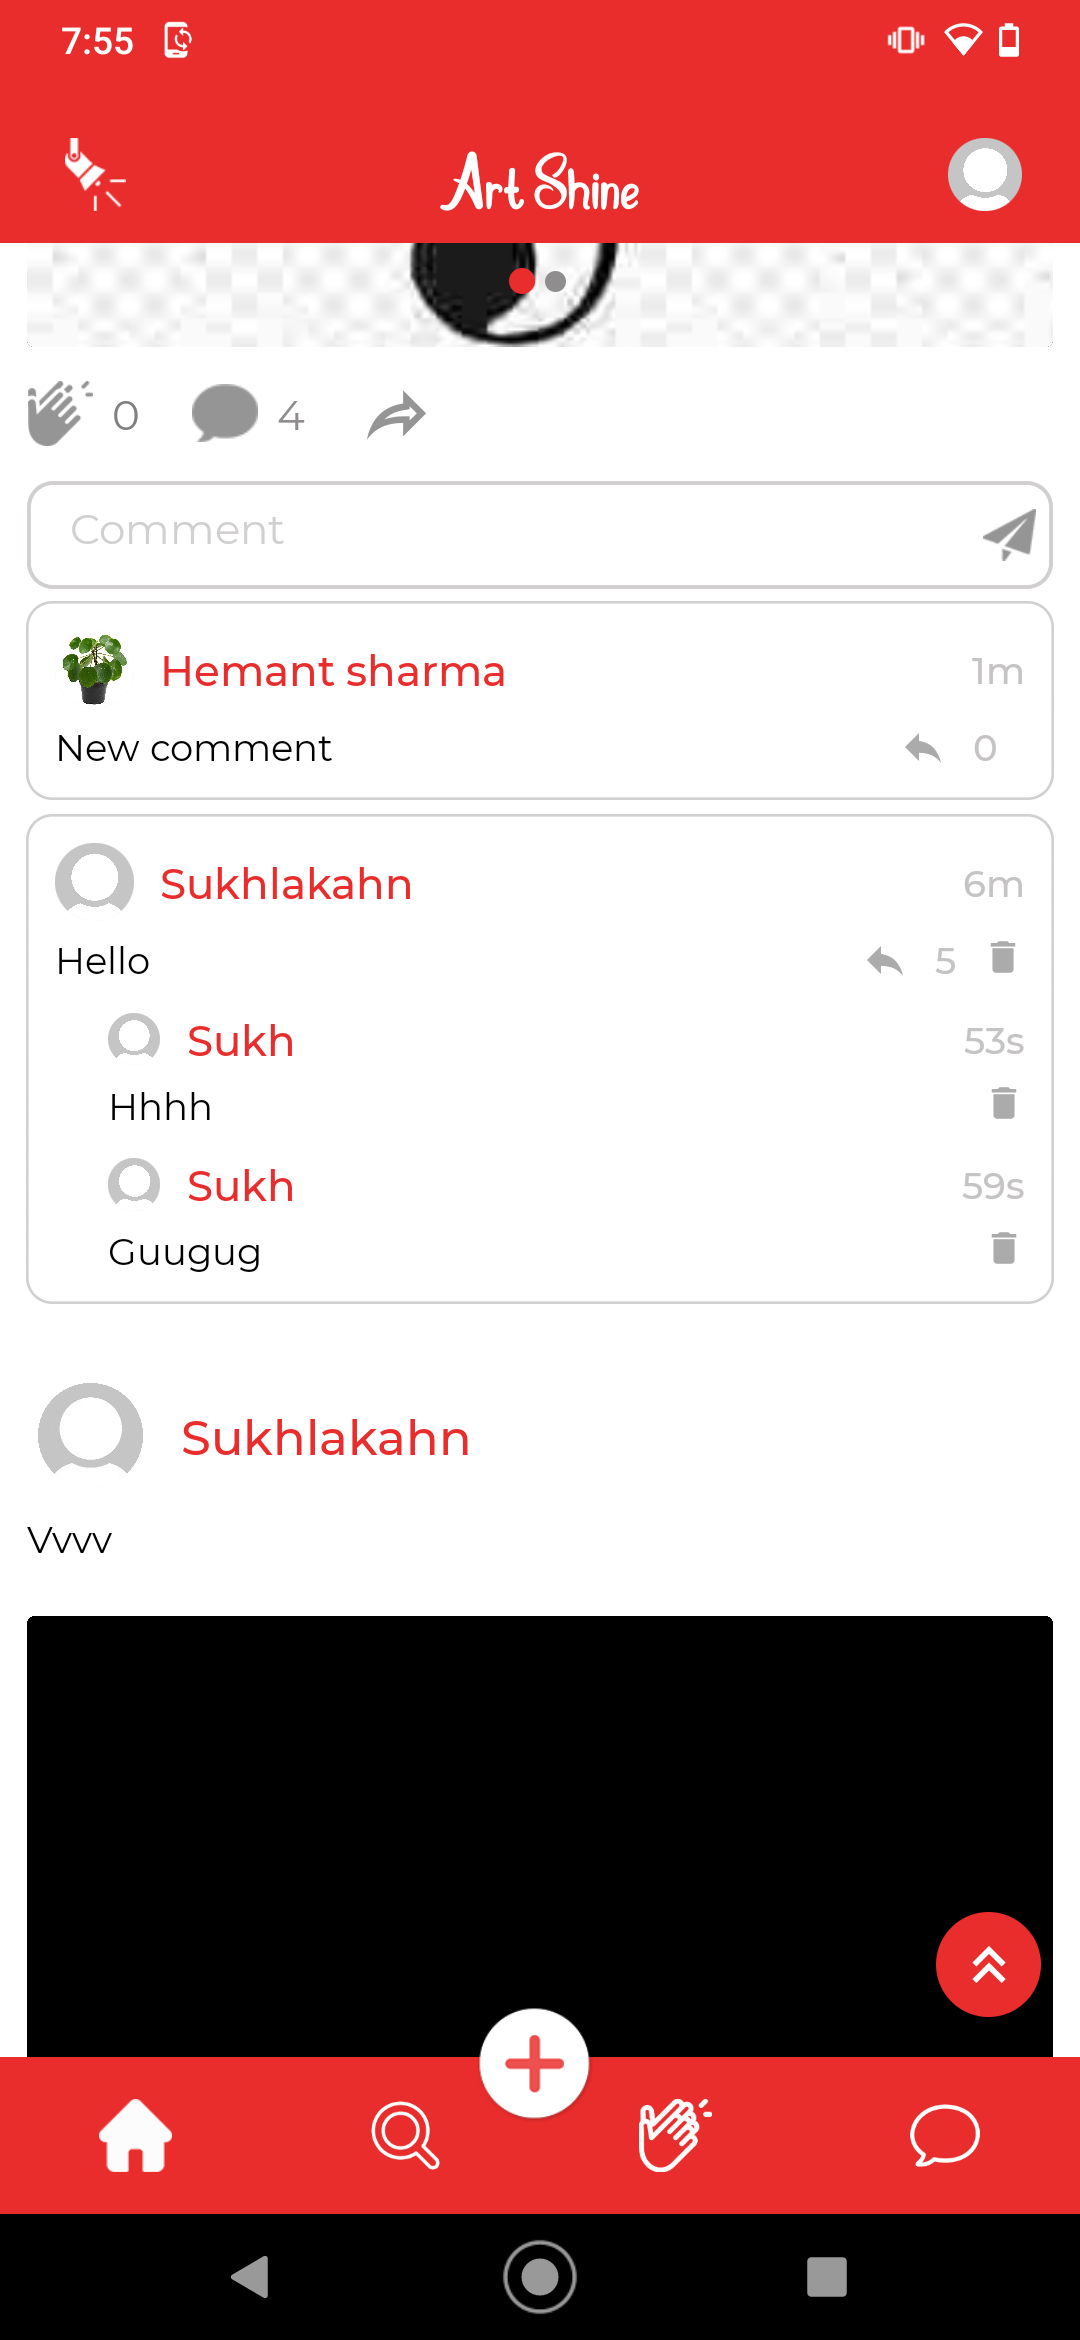 7:55
Art Shine
0 4
Comment
Hemant sharma 1m
New comment 0
Sukhlakahn 6m
Hello 5
Sukh 53s
Hhhh
Sukh 59s
Guugug
Sukhlakahn
Vvvv